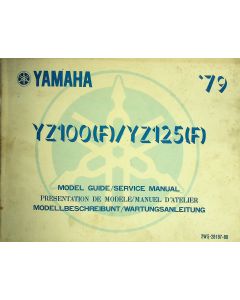 YAMAHA
'79
YZ100(F)/YZ125(F)
MODEL GUIDE/SERVICE MANUAL
PRÉSENTATION DE MODÈLE/MANUEL D'ATELIER
MODELLBESCHREIBUNT/WARTUNGSANLEITUNG